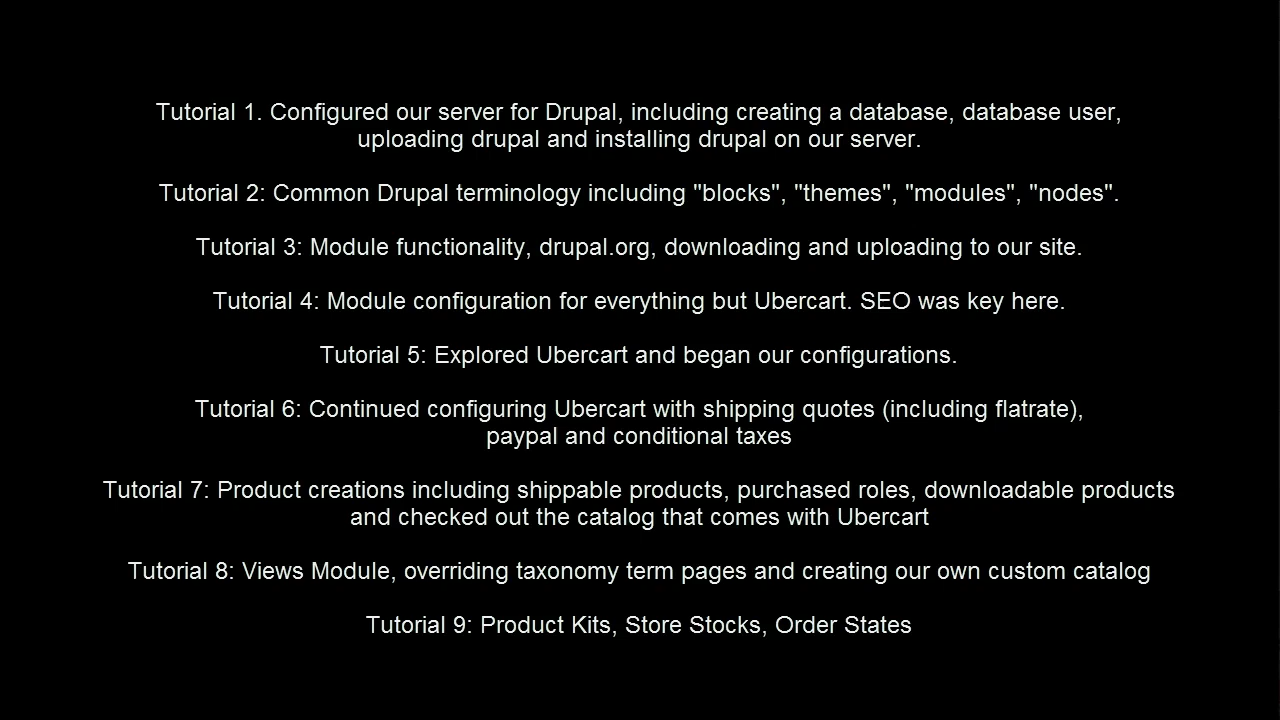 Tutorial 1. Configured our server for Drupal, including creating a database, database user,
uploading drupal and installing drupal on our server.
Tutorial 2: Common Drupal terminology including "blocks", "themes", "modules", "nodes".
Tutorial 3: Module functionality, drupal.org, downloading and uploading to our site.
Tutorial 4: Module configuration for everything but Ubercart. SEO was key here.
Tutorial 5: Explored Ubercart and began our configurations.
Tutorial 6: Continued configuring Ubercart with shipping quotes (including flatrate),
paypal and conditional taxes
Tutorial 7: Product creations including shippable products, purchased roles, downloadable products
and checked out the catalog that comes with Ubercart
Tutorial 8: Views Module, overriding taxonomy term pages and creating our own custom catalog
Tutorial 9: Product Kits, Store Stocks, Order States